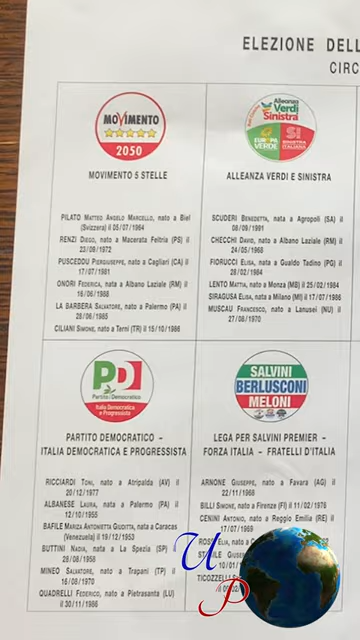 ELEZIONE DELL
CIRC
MOVIMENTO
2050
MOVIMENTO 5 STELLE
PILATO MATTEO ANGELO MARCELLO, nato a Biel
(Svizzera) il 05/07/1964
RENZI DIEGO, nato a Macerata Feltria (PS) il
23/08/1972
PUSCEDDU PIERGIUSEPPE, nato a Cagliari (CA) il
17/07/1981
ONORI FEDERICA, nata a Albano Laziale (RM) il
16/06/1988
LA BARBERA SALVATORE, nato a Palermo (PA) il
28/06/1985
CILIANI SIMONE, nato a Terni (TR) il 15/10/1986
Alleanza
Verdi
Sinistra
EUROPA
VERDE
SI
SINISTRA
ITALIANA
ALLEANZA VERDI E SINISTRA
SCUDERI BENEDETTA, nata a Agropoli (SA) il
08/09/1991
CHECCHI DAVID, nato a Albano Laziale (RM) il
24/05/1968
FIORUCCI ELISA, nata a Gualdo Tadino (PG) il
28/02/1984
LENTO MATTIA, nato a Monza (MB) il 25/02/1984
SIRAGUSA ELISA, nata a Milano (MI) il 17/07/1986
MUSCAU FRANCESCO, nato a Lanusei (NU) il
27/08/1970
PD
Partito Democratico
Italia Democratica
e Progressista
PARTITO DEMOCRATICO –
ITALIA DEMOCRATICA E PROGRESSISTA
RICCIARDI TONI, nato a Atripalda (AV) il
20/12/1977
ALBANESE LAURA, nata a Palermo (PA) il
12/10/1955
BAFILE MARIZA ANTONIETTA GUIDITTA, nata a Caracas
(Venezuela) il 19/12/1953
BUTTINI NADIA, nata a La Spezia (SP) il
28/08/1958
MINEO SALVATORE, nato a Trapani (TP) il
16/08/1970
QUADRELLI FEDERICO, nato a Pietrasanta (LU)
il 30/11/1986
SALVINI
BERLUSCONI
MELONI
LEGA PER SALVINI PREMIER –
FORZA ITALIA – FRATELLI D'ITALIA
ARNONE GIUSEPPE, nato a Favara (AG) il
22/11/1968
BILLI SIMONE, nato a Firenze (FI) il 11/02/1976
CENINI ANTONIO, nato a Reggio Emilia (RE) il
17/7/1969
U
P